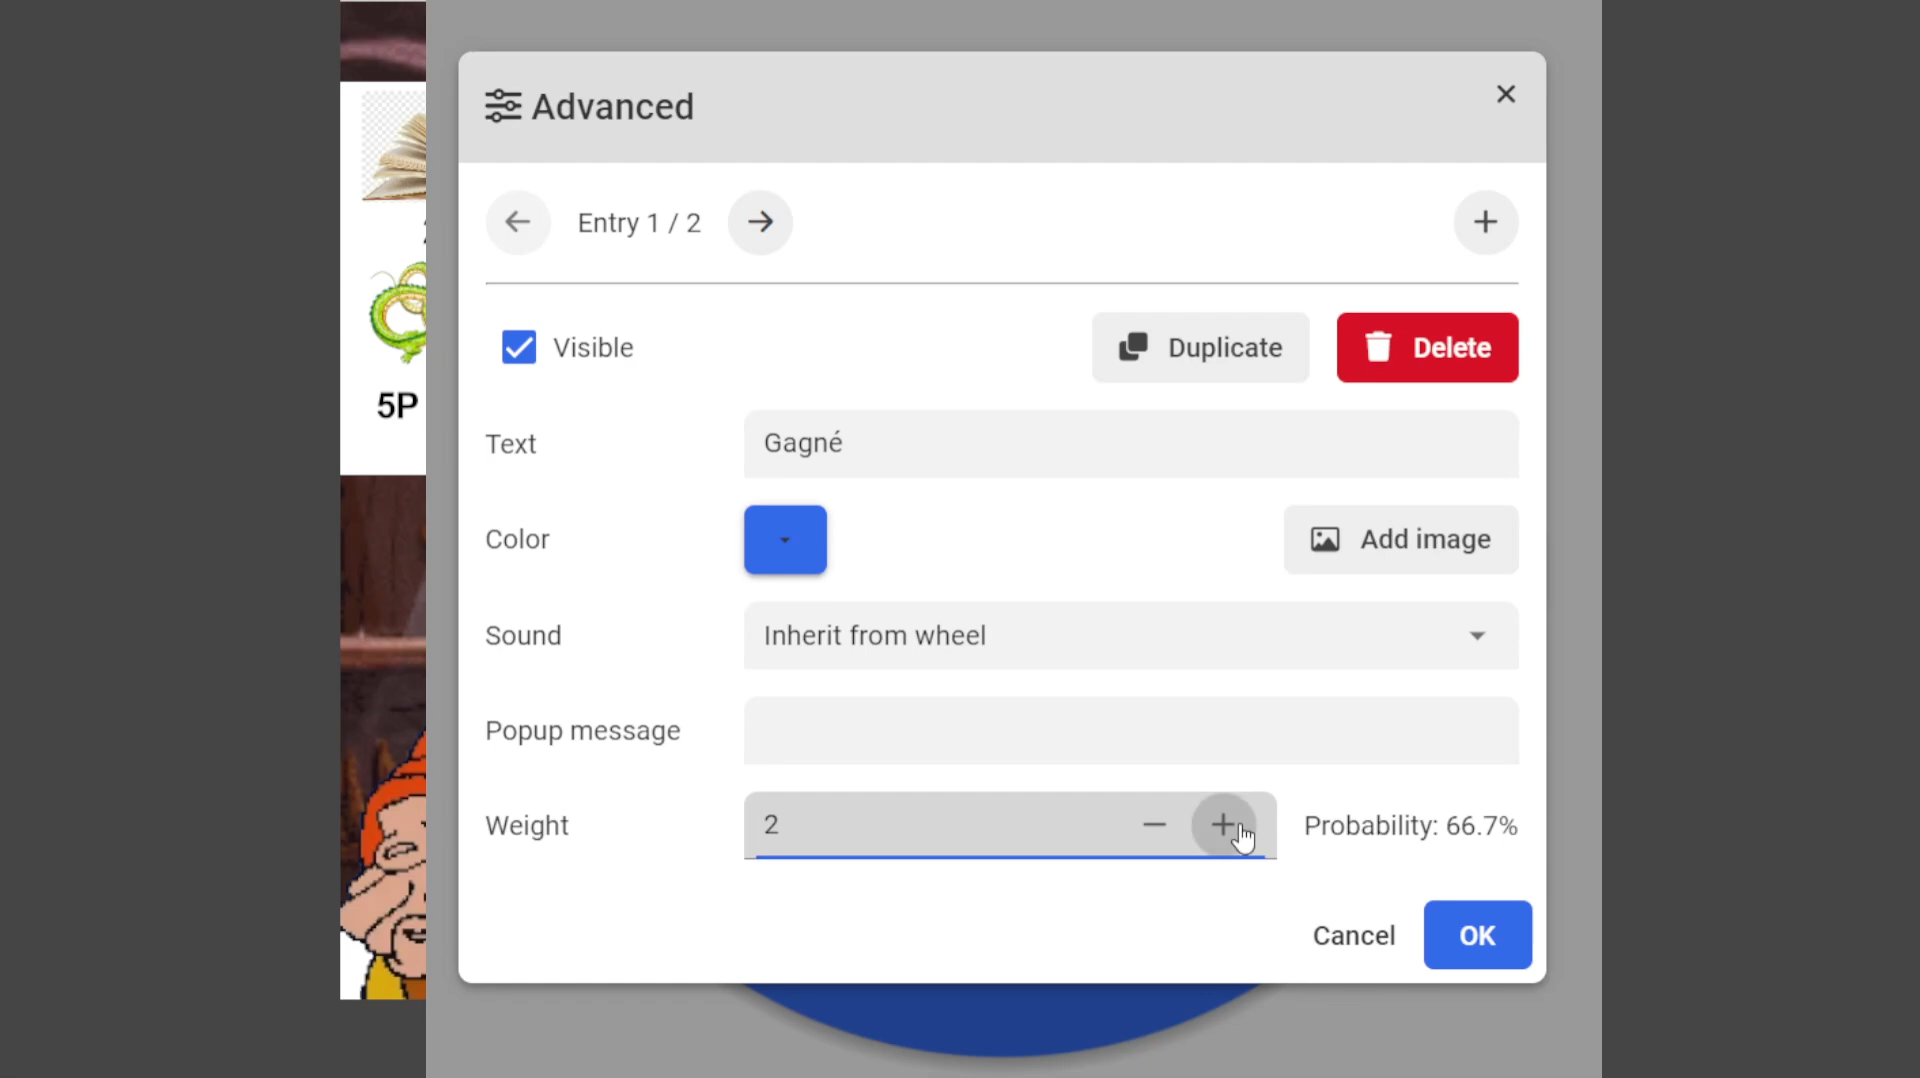 Advanced
Entry 1 / 2
Visible
Duplicate
Delete
Text
Gagné
Color
Add image
Sound
Inherit from wheel
Popup message
Weight
2
Probability: 66.7%
Cancel
OK
5P